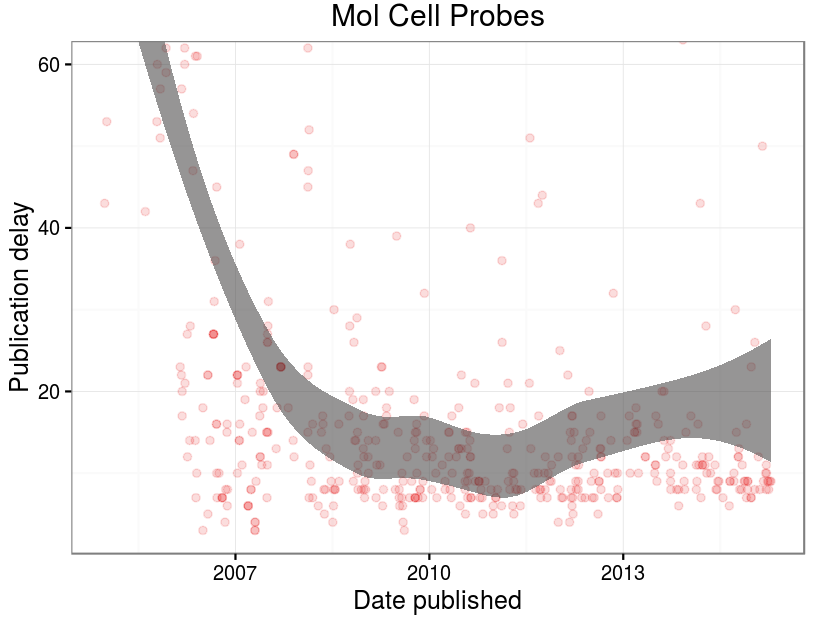 Mol Cell Probes
Publication delay
60
40
20
2007 2010 2013
Date published